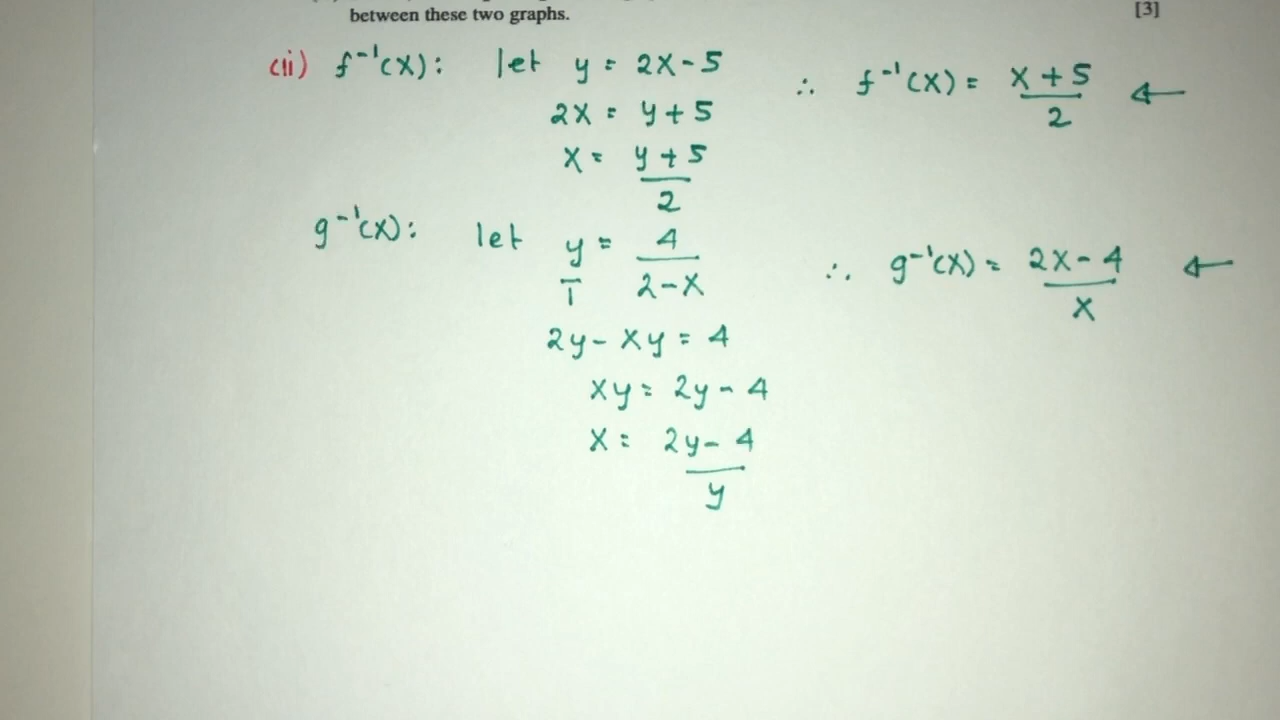 between these two graphs. [3]
(ii) f⁻¹(x): let y = 2x - 5 ∴ f⁻¹(x) = (x + 5)/2 ←
2x = y + 5
x = (y + 5)/2
g⁻¹(x): let y/1 = 4/(2 - x) ∴ g⁻¹(x) = (2x - 4)/x ←
2y - xy = 4
xy = 2y - 4
x = (2y - 4)/y